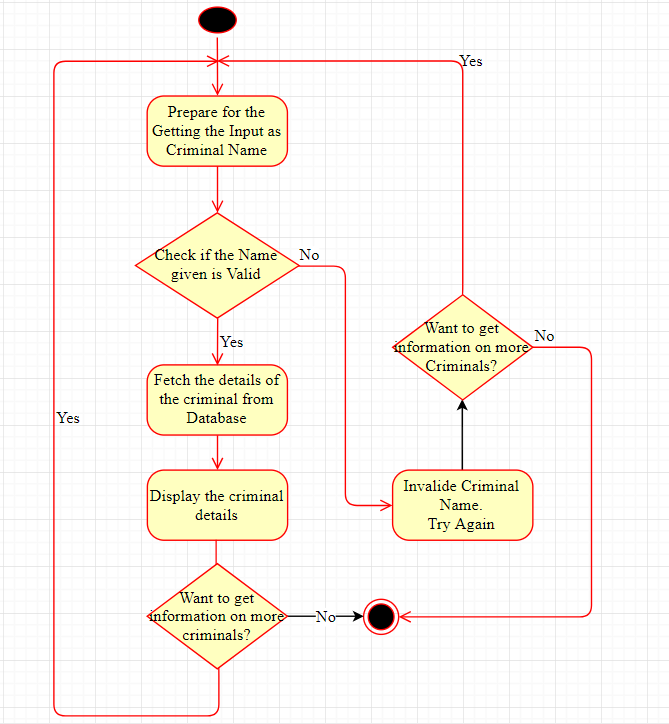 Yes
Prepare for the
Getting the Input as
Criminal Name
Check if the Name
given is Valid
No
Yes
Want to get
information on more
Criminals?
No
Fetch the details of
the criminal from
Database
Yes
Display the criminal
details
Invalide Criminal
Name.
Try Again
Want to get
information on more
criminals?
No